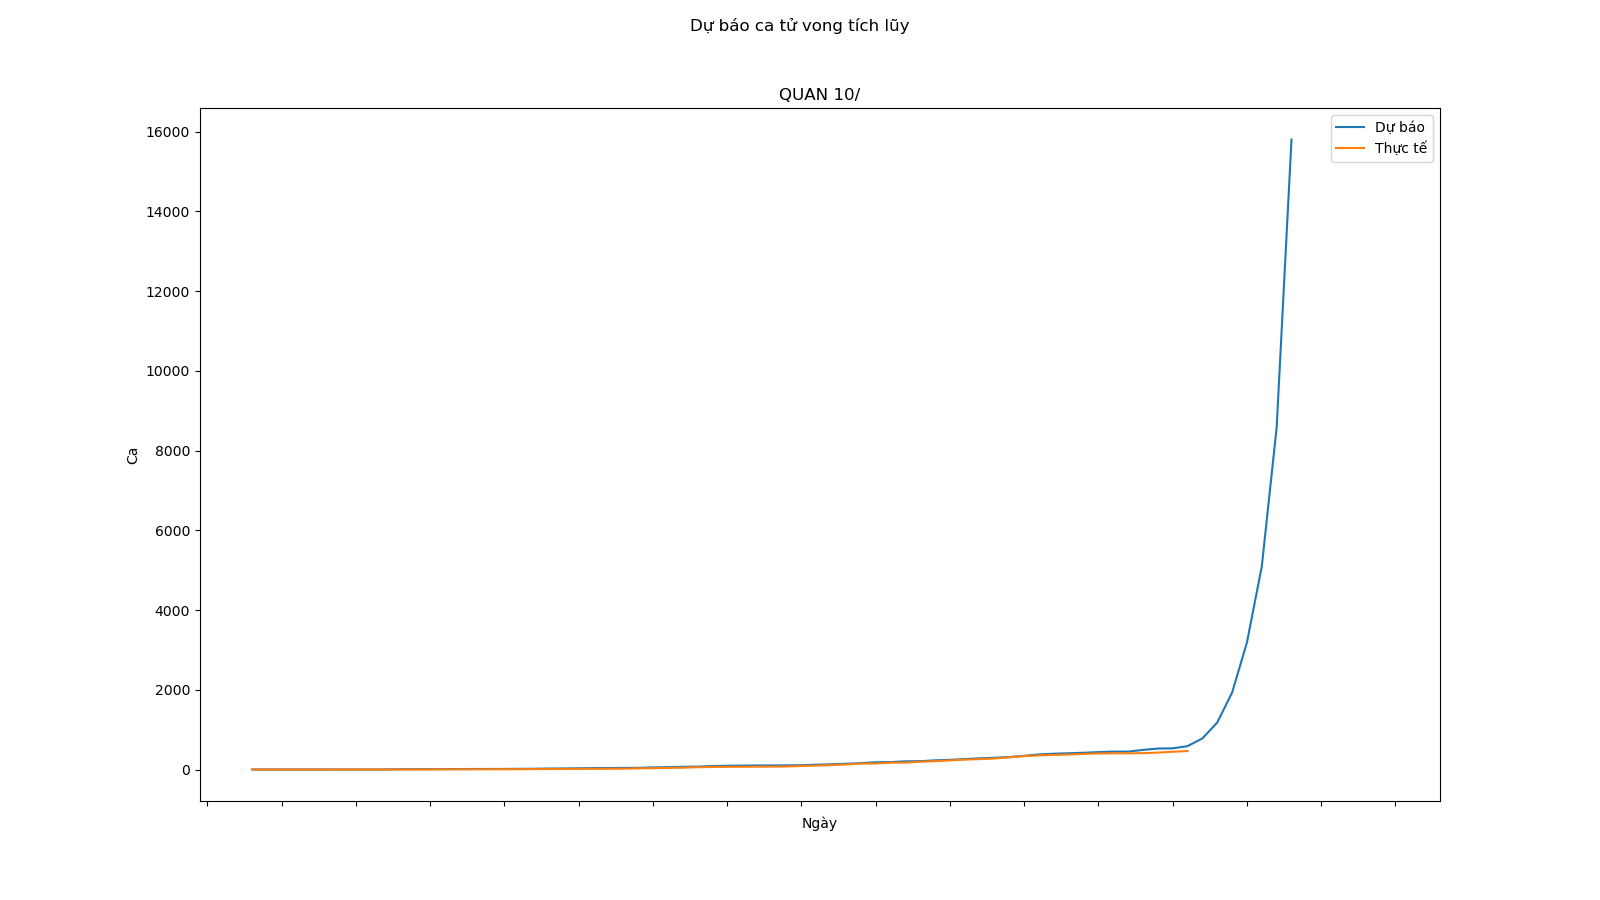 Dự báo ca tử vong tích lũy
QUAN 10/
Dự báo
Thực tế
16000
14000
12000
10000
8000
6000
4000
2000
0
Ca
Ngày